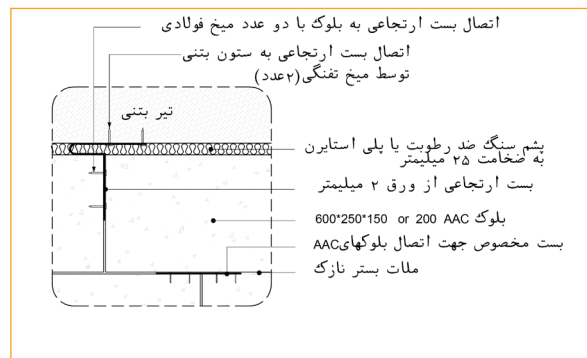 اتصال بست ارتجاعی به بلوک با دو عدد میخ فولادی
اتصال بست ارتجاعی به ستون بتنی
توسط میخ تفنگی(۲عدد)
تیر بتنی
پشم سنگ ضد رطوبت یا پلی استایرن
به ضخامت ۲۵ میلیمتر
بست ارتجاعی از ورق ۲ میلیمتر
بلوک AAC 200 or 600*250*150
بست مخصوص جهت اتصال بلوکهایAAC
ملات بستر نازک